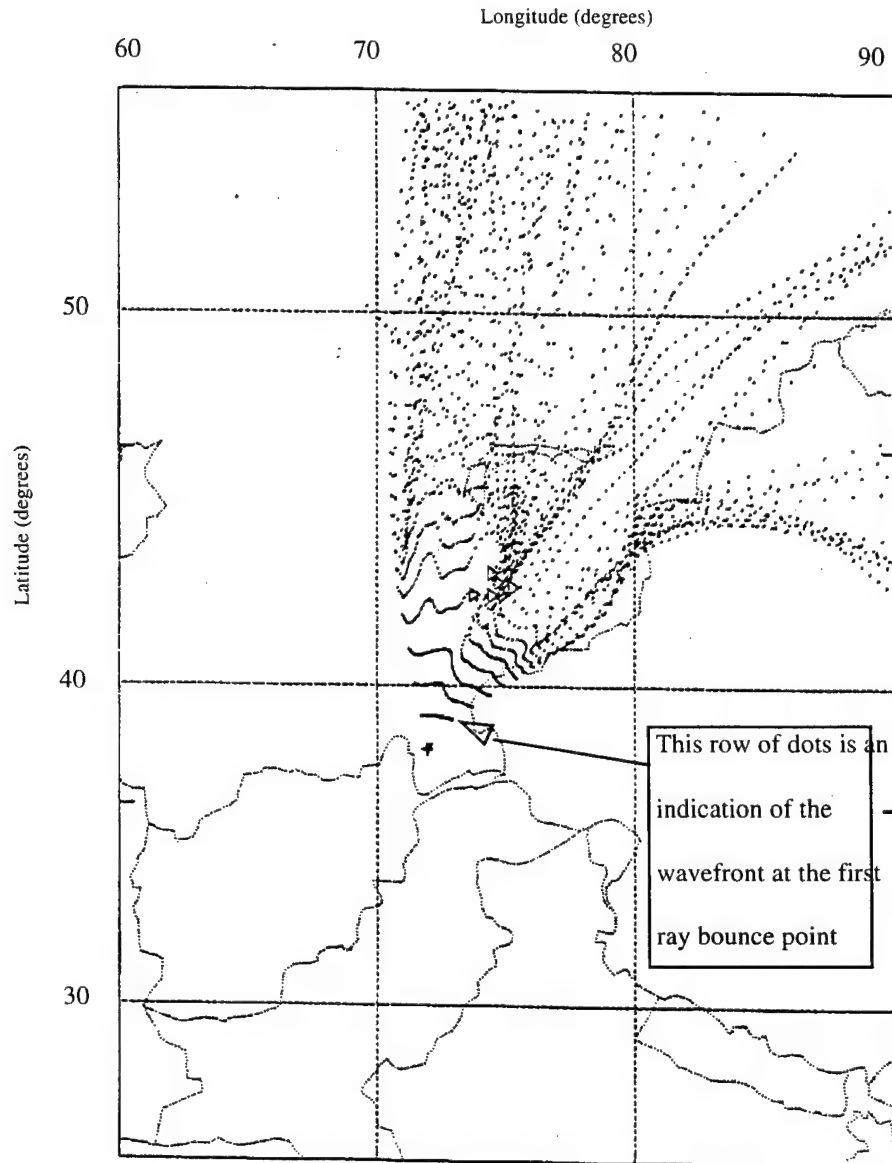 Longitude (degrees)
60 70 80 90
50
Latitude (degrees)
40
This row of dots is an
indication of the
wavefront at the first
ray bounce point
30